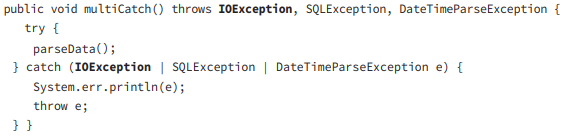 public void multiCatch() throws IOException, SQLException, DateTimeParseException {
try {
parseData();
} catch (IOException | SQLException | DateTimeParseException e) {
System.err.println(e);
throw e;
} }